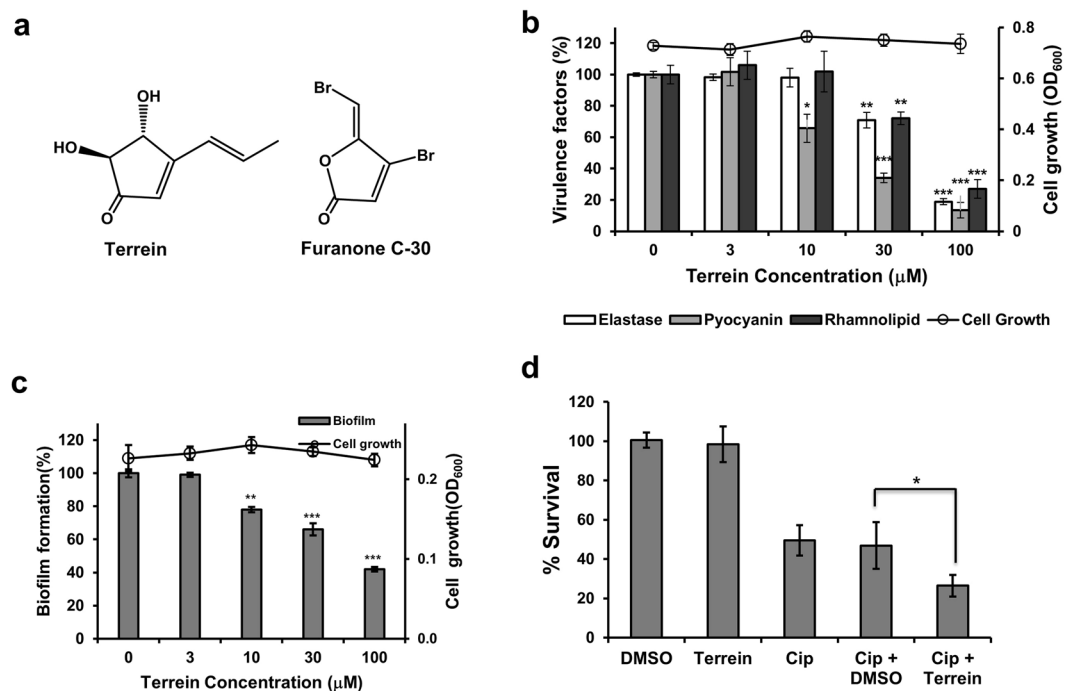 a
OH
HO
O
Terrein
Br
O
Br
O
Furanone C-30
b
Virulence factors (%)
120
100
80
60
40
20
0
*
**
***
**
***
***
***
0.8
0.6
0.4
0.2
0
Cell growth (OD600)
0 3 10 30 100
Terrein Concentration (μM)
Elastase Pyocyanin Rhamnolipid Cell Growth
c
Biofilm formation(%)
120
100
80
60
40
20
0
Biofilm
Cell growth
**
***
***
0.2
0.1
0.0
Cell growth(OD600)
0 3 10 30 100
Terrein Concentration (μM)
d
% Survival
120
100
80
60
40
20
0
*
DMSO Terrein Cip Cip + DMSO Cip + Terrein